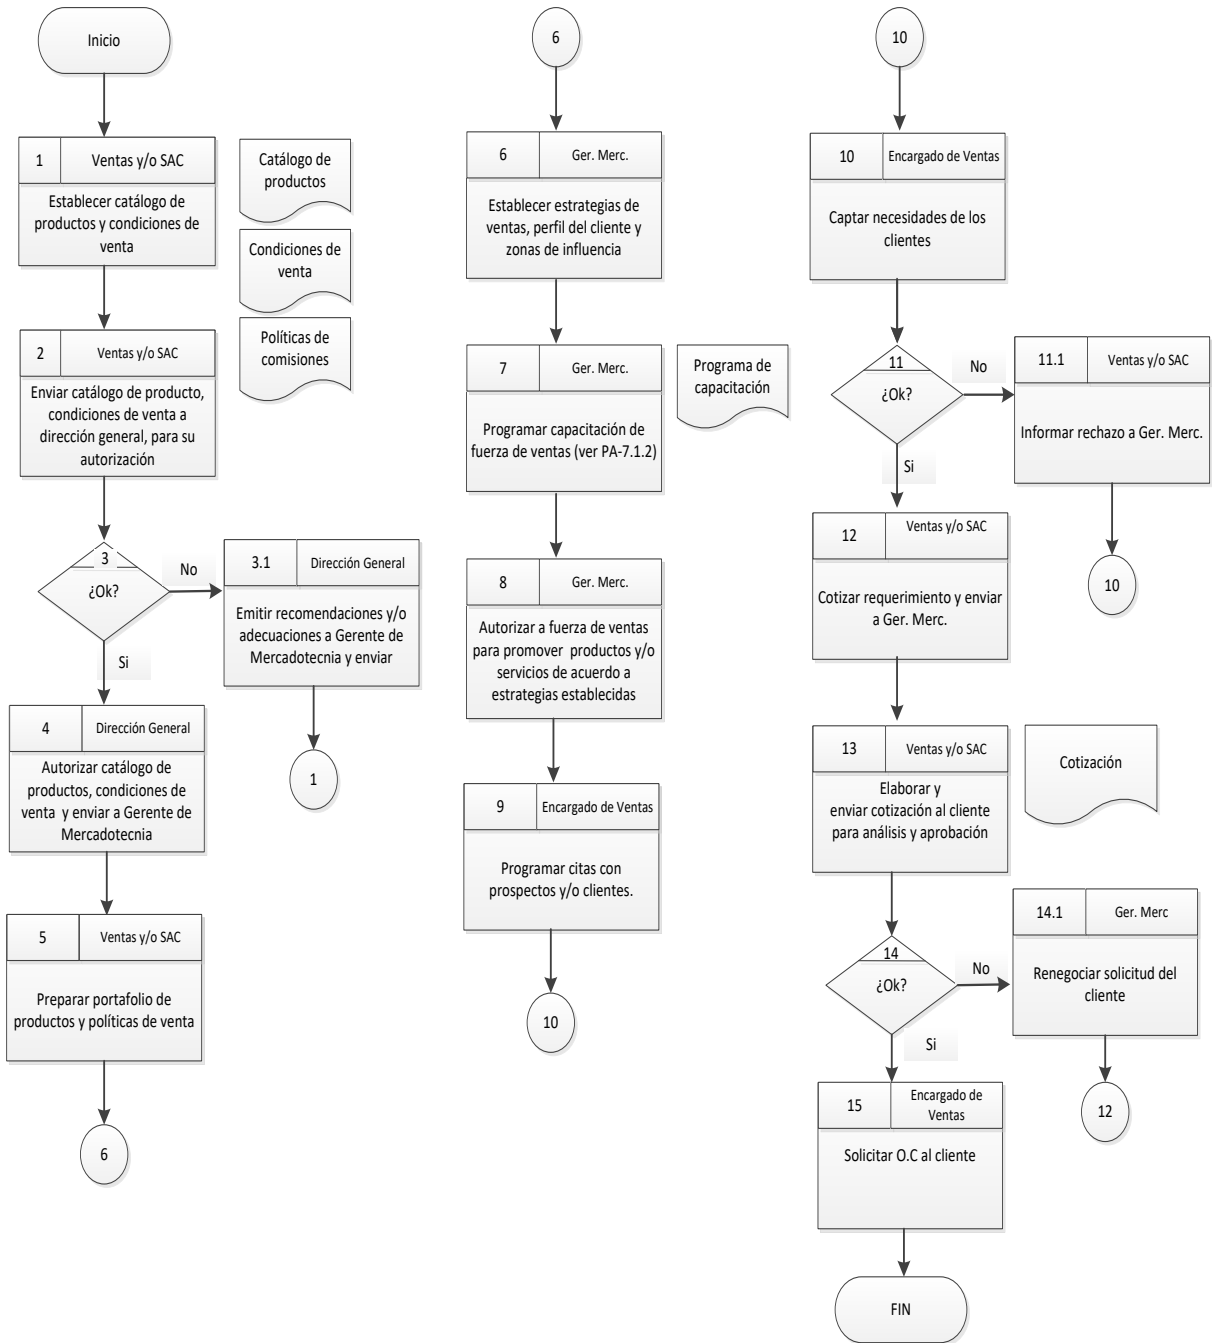 Inicio
1
Ventas y/o SAC
Establecer catálogo de
productos y condiciones de
venta
Catálogo de
productos
Condiciones de
venta
Políticas de
comisiones
2
Ventas y/o SAC
Enviar catálogo de producto,
condiciones de venta a
dirección general, para su
autorización
3
¿Ok?
No
Si
3.1
Dirección General
Emitir recomendaciones y/o
adecuaciones a Gerente de
Mercadotecnia y enviar
1
4
Dirección General
Autorizar catálogo de
productos, condiciones de
venta y enviar a Gerente de
Mercadotecnia
5
Ventas y/o SAC
Preparar portafolio de
productos y políticas de venta
6
6
6
Ger. Merc.
Establecer estrategias de
ventas, perfil del cliente y
zonas de influencia
7
Ger. Merc.
Programar capacitación de
fuerza de ventas (ver PA-7.1.2)
Programa de
capacitación
8
Ger. Merc.
Autorizar a fuerza de ventas
para promover productos y/o
servicios de acuerdo a
estrategias establecidas
9
Encargado de Ventas
Programar citas con
prospectos y/o clientes.
10
10
10
Encargado de Ventas
Captar necesidades de los
clientes
11
¿Ok?
No
Si
11.1
Ventas y/o SAC
Informar rechazo a Ger. Merc.
10
12
Ventas y/o SAC
Cotizar requerimiento y enviar
a Ger. Merc.
13
Ventas y/o SAC
Elaborar y
enviar cotización al cliente
para análisis y aprobación
Cotización
14
¿Ok?
No
Si
14.1
Ger. Merc
Renegociar solicitud del
cliente
12
15
Encargado de
Ventas
Solicitar O.C al cliente
FIN